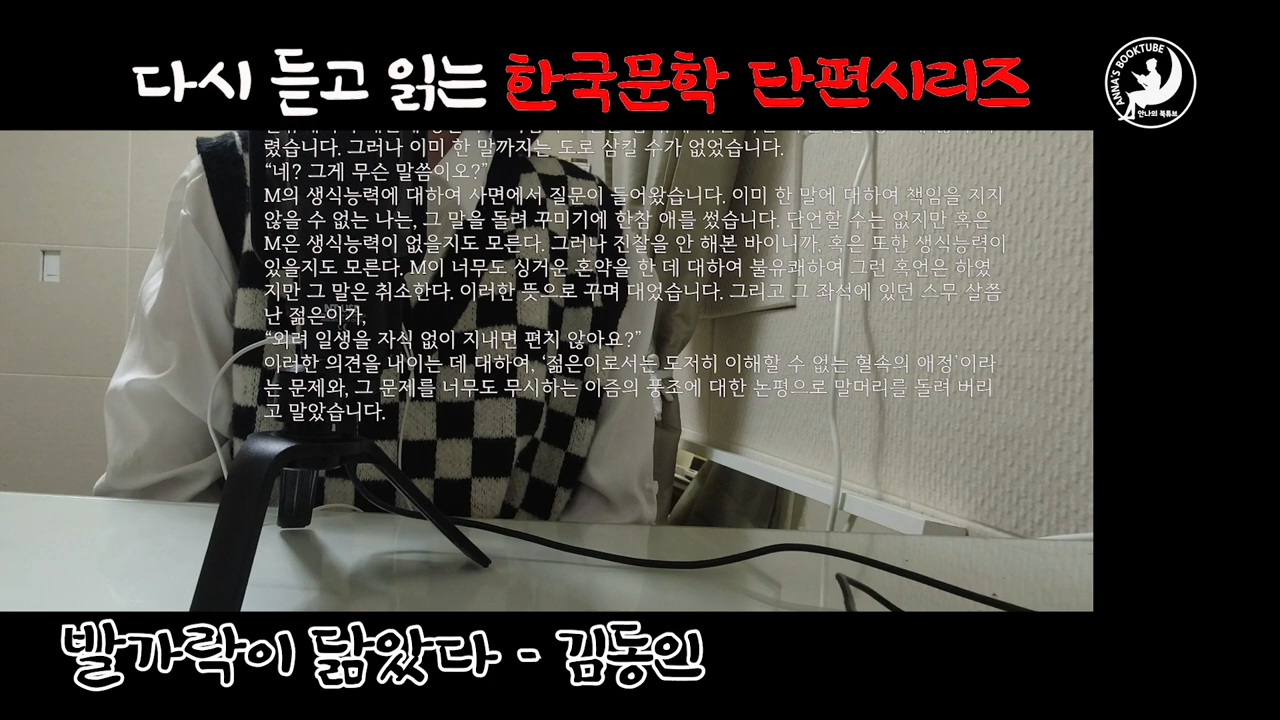 다시 듣고 읽는 한국문학 단편시리즈
ANNA'S BOOKTUBE
안나의 북튜브
렸습니다. 그러나 이미 한 말까지는 도로 삼킬 수가 없었습니다.
“네? 그게 무슨 말씀이오?”
M의 생식능력에 대하여 사면에서 질문이 들어왔습니다. 이미 한 말에 대하여 책임을 지지
않을 수 없는 나는, 그 말을 돌려 꾸미기에 한참 애를 썼습니다. 단언할 수는 없지만 혹은
M은 생식능력이 없을지도 모른다. 그러나 진찰을 안 해본 바이니까, 혹은 또한 생식능력이
있을지도 모른다. M이 너무도 싱거운 혼약을 한 데 대하여 불유쾌하여 그런 혹언은 하였
지만 그 말은 취소한다. 이러한 뜻으로 꾸며 대었습니다. 그리고 그 좌석에 있던 스무 살쯤
난 젊은이가,
“외려 일생을 자식 없이 지내면 편치 않아요?”
이러한 의견을 내이는 데 대하여, ‘젊은이로서는 도저히 이해할 수 없는 혈속의 애정’이라
는 문제와, 그 문제를 너무도 무시하는 이즘의 풍조에 대한 논평으로 말머리를 돌려 버리
고 말았습니다.
발가락이 닮았다 - 김동인